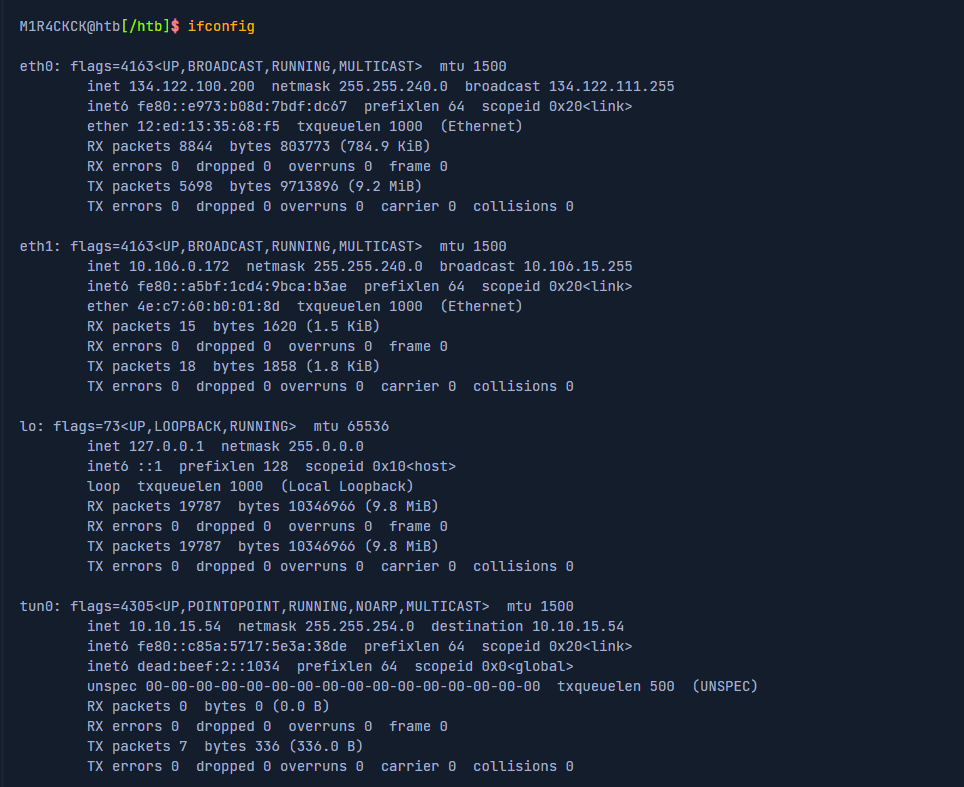 M1R4CKCK@htb[/htb]$ ifconfig
eth0: flags=4163<UP,BROADCAST,RUNNING,MULTICAST>  mtu 1500
        inet 134.122.100.200  netmask 255.255.240.0  broadcast 134.122.111.255
        inet6 fe80::e973:b08d:7bdf:dc67  prefixlen 64  scopeid 0x20<link>
        ether 12:ed:13:35:68:f5  txqueuelen 1000  (Ethernet)
        RX packets 8844  bytes 803773 (784.9 KiB)
        RX errors 0  dropped 0  overruns 0  frame 0
        TX packets 5698  bytes 9713896 (9.2 MiB)
        TX errors 0  dropped 0 overruns 0  carrier 0  collisions 0
eth1: flags=4163<UP,BROADCAST,RUNNING,MULTICAST>  mtu 1500
        inet 10.106.0.172  netmask 255.255.240.0  broadcast 10.106.15.255
        inet6 fe80::a5bf:1cd4:9bca:b3ae  prefixlen 64  scopeid 0x20<link>
        ether 4e:c7:60:b0:01:8d  txqueuelen 1000  (Ethernet)
        RX packets 15  bytes 1620 (1.5 KiB)
        RX errors 0  dropped 0  overruns 0  frame 0
        TX packets 18  bytes 1858 (1.8 KiB)
        TX errors 0  dropped 0 overruns 0  carrier 0  collisions 0
lo: flags=73<UP,LOOPBACK,RUNNING>  mtu 65536
        inet 127.0.0.1  netmask 255.0.0.0
        inet6 ::1  prefixlen 128  scopeid 0x10<host>
        loop  txqueuelen 1000  (Local Loopback)
        RX packets 19787  bytes 10346966 (9.8 MiB)
        RX errors 0  dropped 0  overruns 0  frame 0
        TX packets 19787  bytes 10346966 (9.8 MiB)
        TX errors 0  dropped 0 overruns 0  carrier 0  collisions 0
tun0: flags=4305<UP,POINTOPOINT,RUNNING,NOARP,MULTICAST>  mtu 1500
        inet 10.10.15.54  netmask 255.255.254.0  destination 10.10.15.54
        inet6 fe80::c85a:5717:5e3a:38de  prefixlen 64  scopeid 0x20<link>
        inet6 dead:beef:2::1034  prefixlen 64  scopeid 0x0<global>
        unspec 00-00-00-00-00-00-00-00-00-00-00-00-00-00-00-00  txqueuelen 500  (UNSPEC)
        RX packets 0  bytes 0 (0.0 B)
        RX errors 0  dropped 0  overruns 0  frame 0
        TX packets 7  bytes 336 (336.0 B)
        TX errors 0  dropped 0 overruns 0  carrier 0  collisions 0